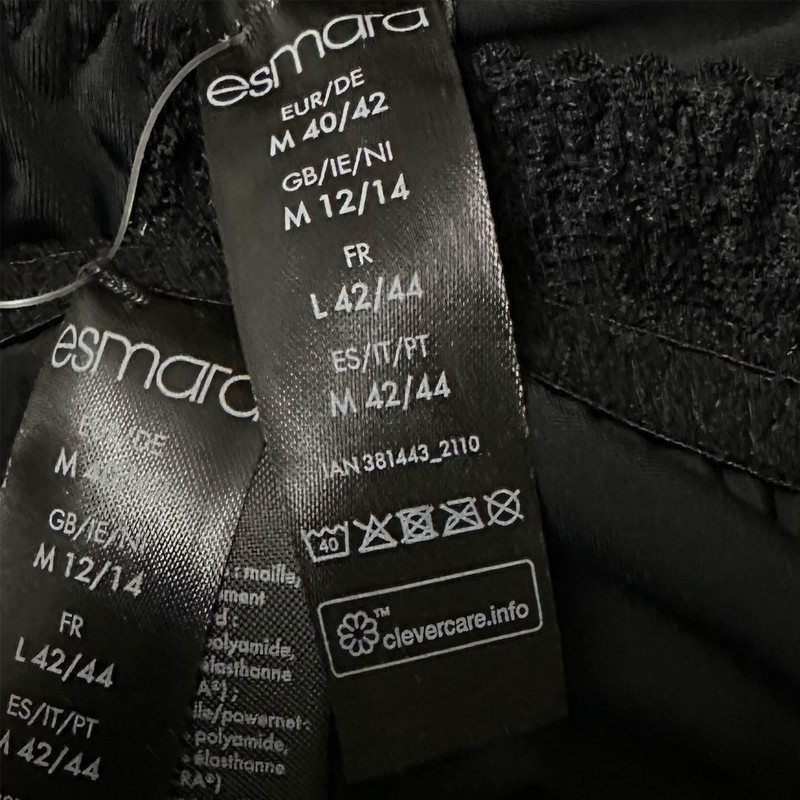 esmara
EUR/DE
M 40/42
GB/IE/NI
M 12/14
FR
L 42/44
ES/IT/PT
M 42/44
IAN 381443_2110
40
™
clevercare.info
esmara
GB/IE/NI
M 12/14
FR
L 42/44
ES/IT/PT
42/44
: maille,
d :
polyamide,
élasthanne
polyamide,
élasthanne